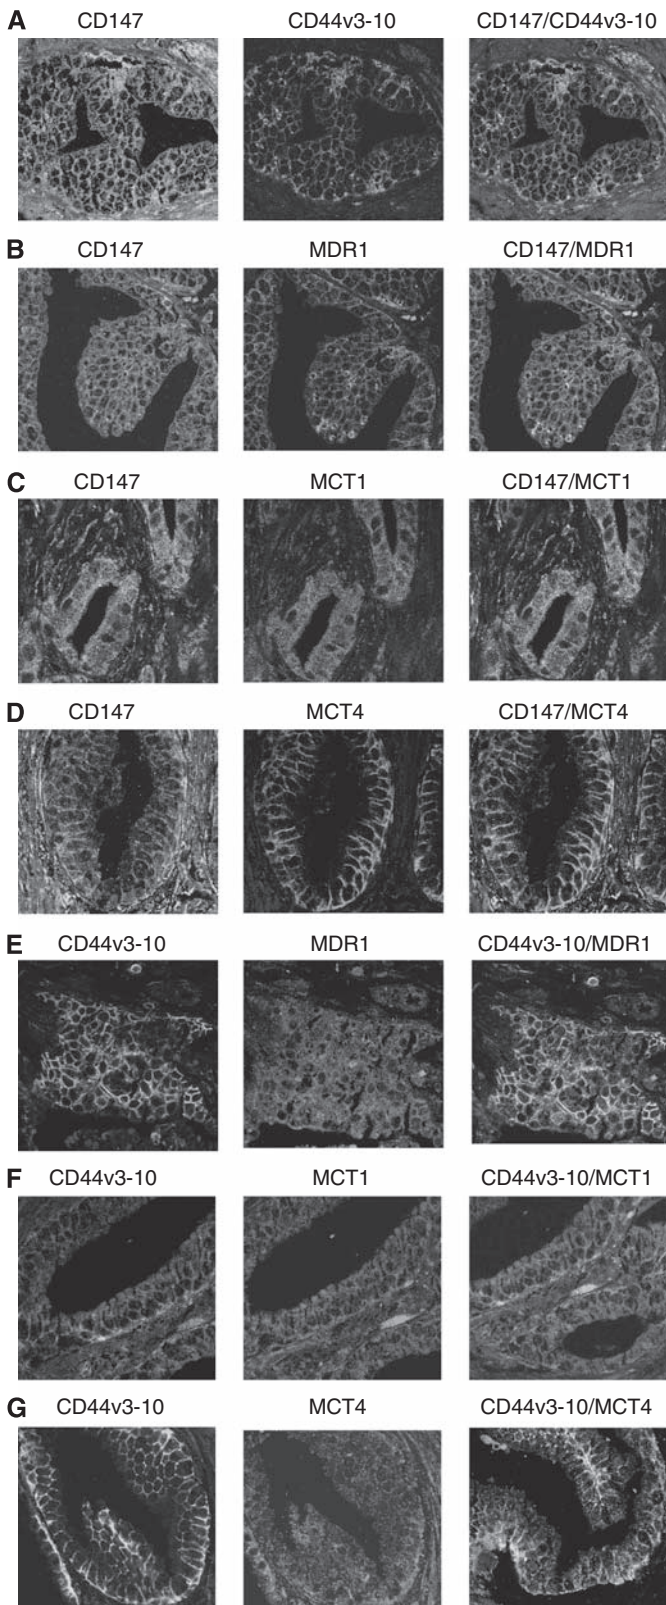 A CD147 CD44v3-10 CD147/CD44v3-10
B CD147 MDR1 CD147/MDR1
C CD147 MCT1 CD147/MCT1
D CD147 MCT4 CD147/MCT4
E CD44v3-10 MDR1 CD44v3-10/MDR1
F CD44v3-10 MCT1 CD44v3-10/MCT1
G CD44v3-10 MCT4 CD44v3-10/MCT4